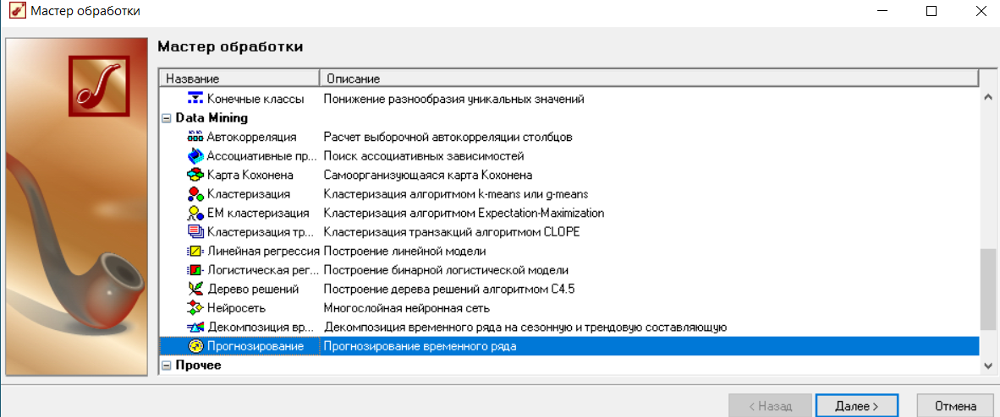 Мастер обработки
Мастер обработки
Название Описание
Конечные классы Понижение разнообразия уникальных значений
Data Mining
Автокорреляция Расчет выборочной автокорреляции столбцов
Ассоциативные пр... Поиск ассоциативных зависимостей
Карта Кохонена Самоорганизующаяся карта Кохонена
Кластеризация Кластеризация алгоритмом k-means или g-means
EM кластеризация Кластеризация алгоритмом Expectation-Maximization
Кластеризация тр... Кластеризация транзакций алгоритмом CLOPE
Линейная регрессия Построение линейной модели
Логистическая рег... Построение бинарной логистической модели
Дерево решений Построение дерева решений алгоритмом C4.5
Нейросеть Многослойная нейронная сеть
Декомпозиция вр... Декомпозиция временного ряда на сезонную и трендовую составляющую
Прогнозирование Прогнозирование временного ряда
Прочее
< Назад Далее > Отмена